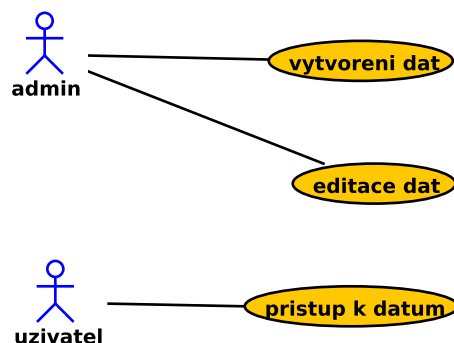 vytvoreni dat
admin
editace dat
pristup k datum
uzivatel